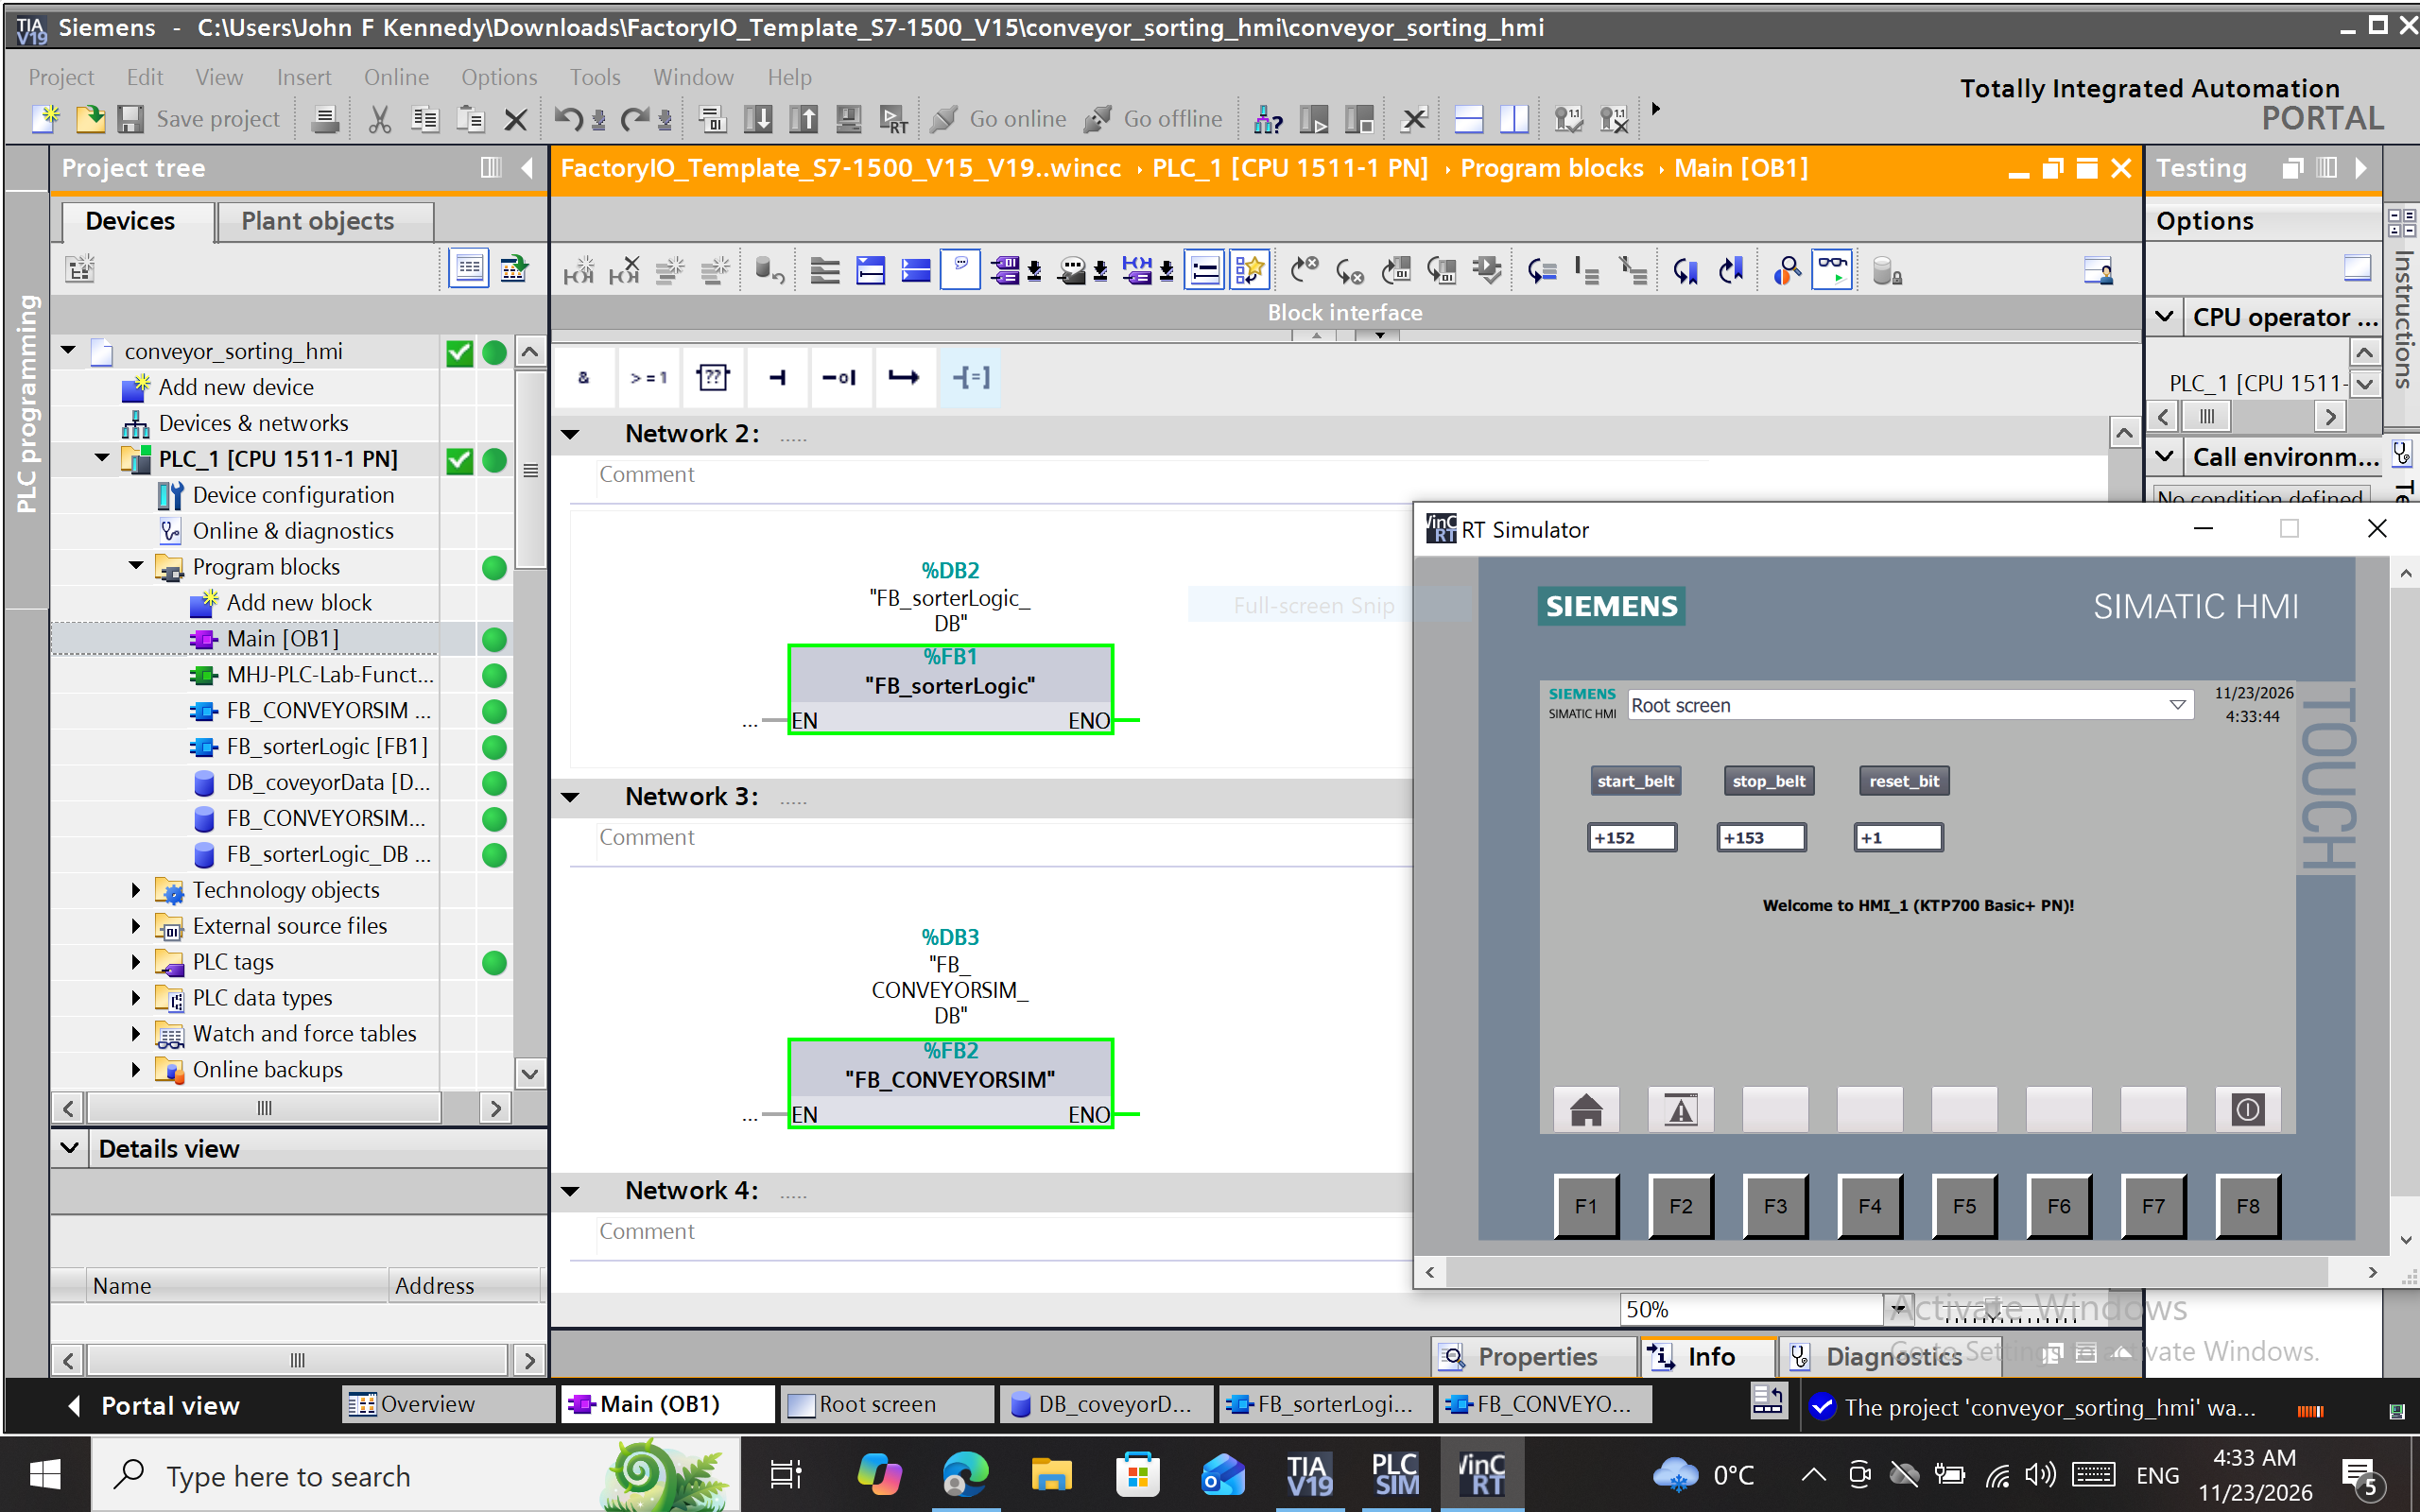 TIA V19 Siemens - C:\Users\John F Kennedy\Downloads\FactoryIO_Template_S7-1500_V15\conveyor_sorting_hmi\conveyor_sorting_hmi
Project Edit View Insert Online Options Tools Window Help
Totally Integrated Automation
PORTAL
Save project Go online Go offline
Project tree
FactoryIO_Template_S7-1500_V15_V19..wincc › PLC_1 [CPU 1511-1 PN] › Program blocks › Main [OB1]
Testing
Devices Plant objects
Options
Block interface
PLC programming
conveyor_sorting_hmi
Add new device
Devices & networks
PLC_1 [CPU 1511-1 PN]
Device configuration
Online & diagnostics
Program blocks
Add new block
Main [OB1]
MHJ-PLC-Lab-Funct...
FB_CONVEYORSIM ...
FB_sorterLogic [FB1]
DB_coveyorData [D...
FB_CONVEYORSIM...
FB_sorterLogic_DB ...
Technology objects
External source files
PLC tags
PLC data types
Watch and force tables
Online backups
Details view
Name Address
& >=1 ?? -o| -[=]
Network 2: .....
Comment
%DB2
"FB_sorterLogic_
DB"
%FB1
"FB_sorterLogic"
... EN ENO
Full-screen Snip
Network 3: .....
Comment
%DB3
"FB_
CONVEYORSIM_
DB"
%FB2
"FB_CONVEYORSIM"
... EN ENO
Network 4: .....
Comment
50%
CPU operator ...
PLC_1 [CPU 1511-
Call environm...
No condition defined
Instructions
RT Simulator
SIEMENS SIMATIC HMI
SIEMENS
SIMATIC HMI
Root screen
11/23/2026
4:33:44
TOUCH
start_belt stop_belt reset_bit
+152 +153 +1
Welcome to HMI_1 (KTP700 Basic+ PN)!
F1 F2 F3 F4 F5 F6 F7 F8
Activate Windows
Properties Info Diagnostics
Portal view Overview Main (OB1) Root screen DB_coveyorD... FB_sorterLogi... FB_CONVEYO...
The project 'conveyor_sorting_hmi' wa...
Type here to search
TIA V19
PLC SIM
WinC RT
0°C
ENG
4:33 AM
11/23/2026
5